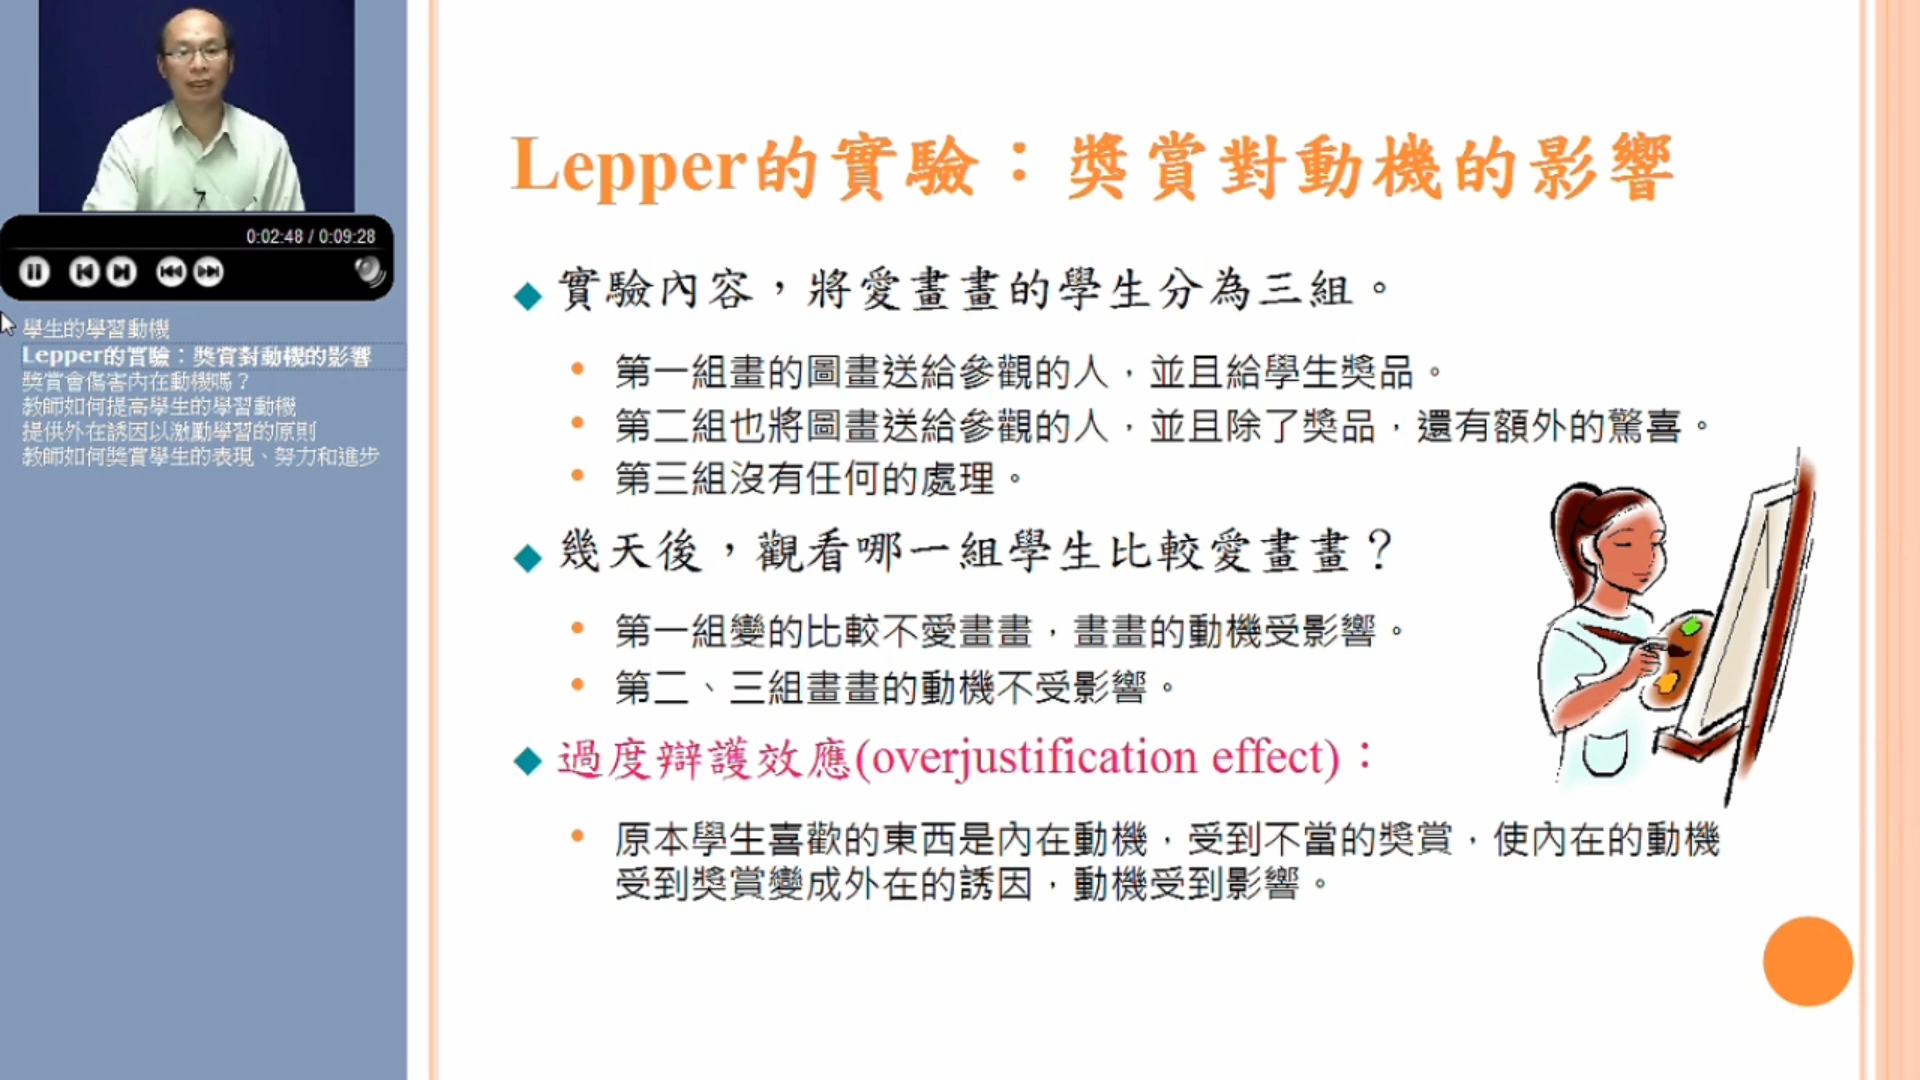 0:02:48 / 0:09:28
學生的學習動機
Lepper的實驗：獎賞對動機的影響
獎賞會傷害內在動機嗎？
教師如何提高學生的學習動機
提供外在誘因以激勵學習的原則
教師如何獎賞學生的表現、努力和進步
Lepper的實驗：獎賞對動機的影響
實驗內容，將愛畫畫的學生分為三組。
第一組畫的圖畫送給參觀的人，並且給學生獎品。
第二組也將圖畫送給參觀的人，並且除了獎品，還有額外的驚喜。
第三組沒有任何的處理。
幾天後，觀看哪一組學生比較愛畫畫？
第一組變的比較不愛畫畫，畫畫的動機受影響。
第二、三組畫畫的動機不受影響。
過度辯護效應(overjustification effect)：
原本學生喜歡的東西是內在動機，受到不當的獎賞，使內在的動機
受到獎賞變成外在的誘因，動機受到影響。